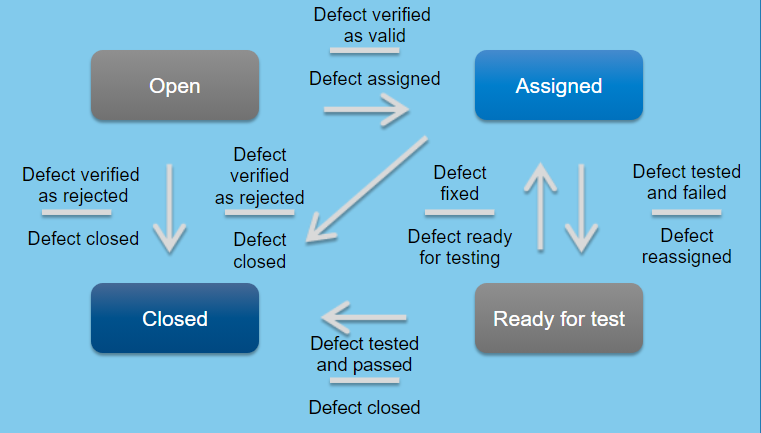 Defect verified
as valid
Defect assigned
Open
Assigned
Defect verified
as rejected
Defect closed
Defect
verified
as rejected
Defect
closed
Defect
fixed
Defect ready
for testing
Defect tested
and failed
Defect
reassigned
Closed
Ready for test
Defect tested
and passed
Defect closed